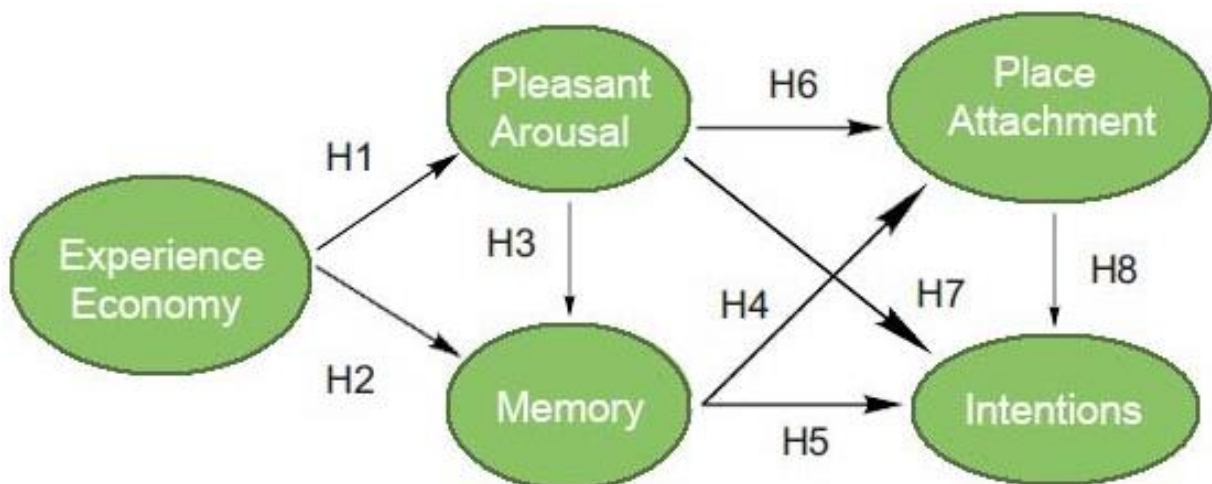 Pleasant
Arousal
H6
Place
Attachment
H1
Experience
Economy
H3
H4
H7
H8
H2
Memory
H5
Intentions